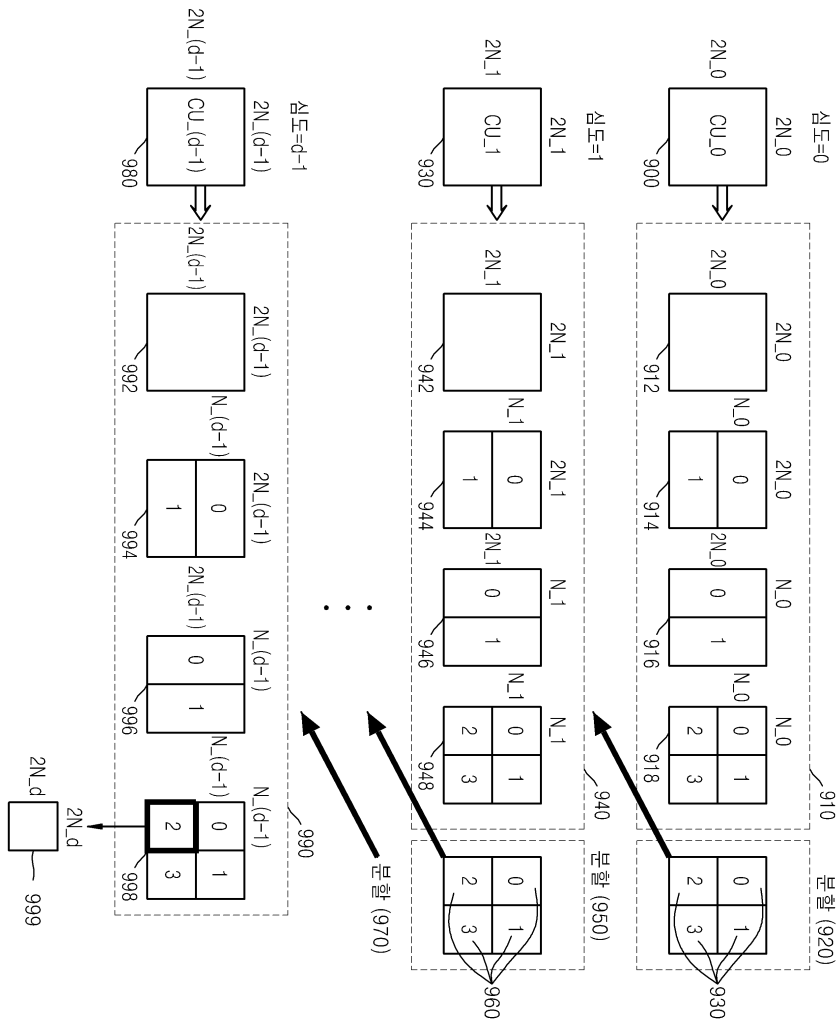 심도=0
2N_0
2N_0
CU_0
900
910
2N_0
2N_0
912
2N_0
N_0
0
1
914
N_0
2N_0
0
1
916
N_0
N_0
0
1
2
3
918
분할 (920)
0
1
2
3
930
심도=1
2N_1
2N_1
CU_1
930
940
2N_1
2N_1
942
2N_1
N_1
0
1
944
N_1
2N_1
0
1
946
N_1
N_1
0
1
2
3
948
분할 (950)
0
1
2
3
960
분할 (970)
심도=d-1
2N_(d-1)
2N_(d-1)
CU_(d-1)
980
990
2N_(d-1)
2N_(d-1)
992
2N_(d-1)
N_(d-1)
0
1
994
N_(d-1)
2N_(d-1)
0
1
996
N_(d-1)
N_(d-1)
0
1
2
3
998
2N_d
2N_d
999